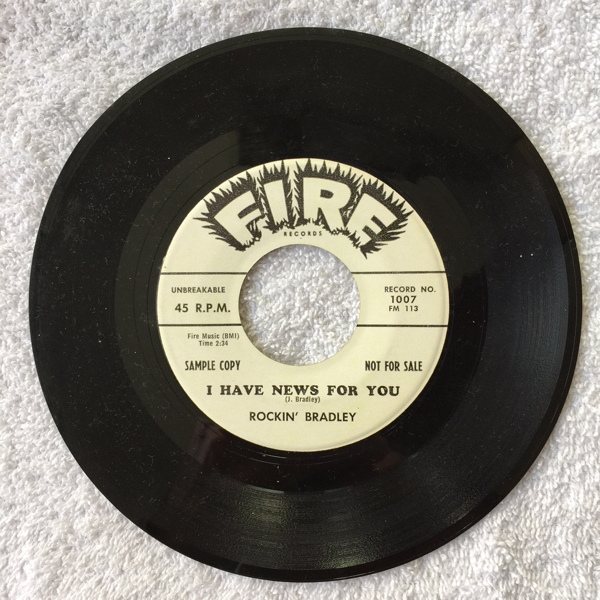 FIRE
RECORDS
UNBREAKABLE
45 R.P.M.
RECORD NO.
1007
FM 113
Fire Music (BMI)
Time 2:34
SAMPLE COPY
NOT FOR SALE
I HAVE NEWS FOR YOU
(J. Bradley)
ROCKIN' BRADLEY